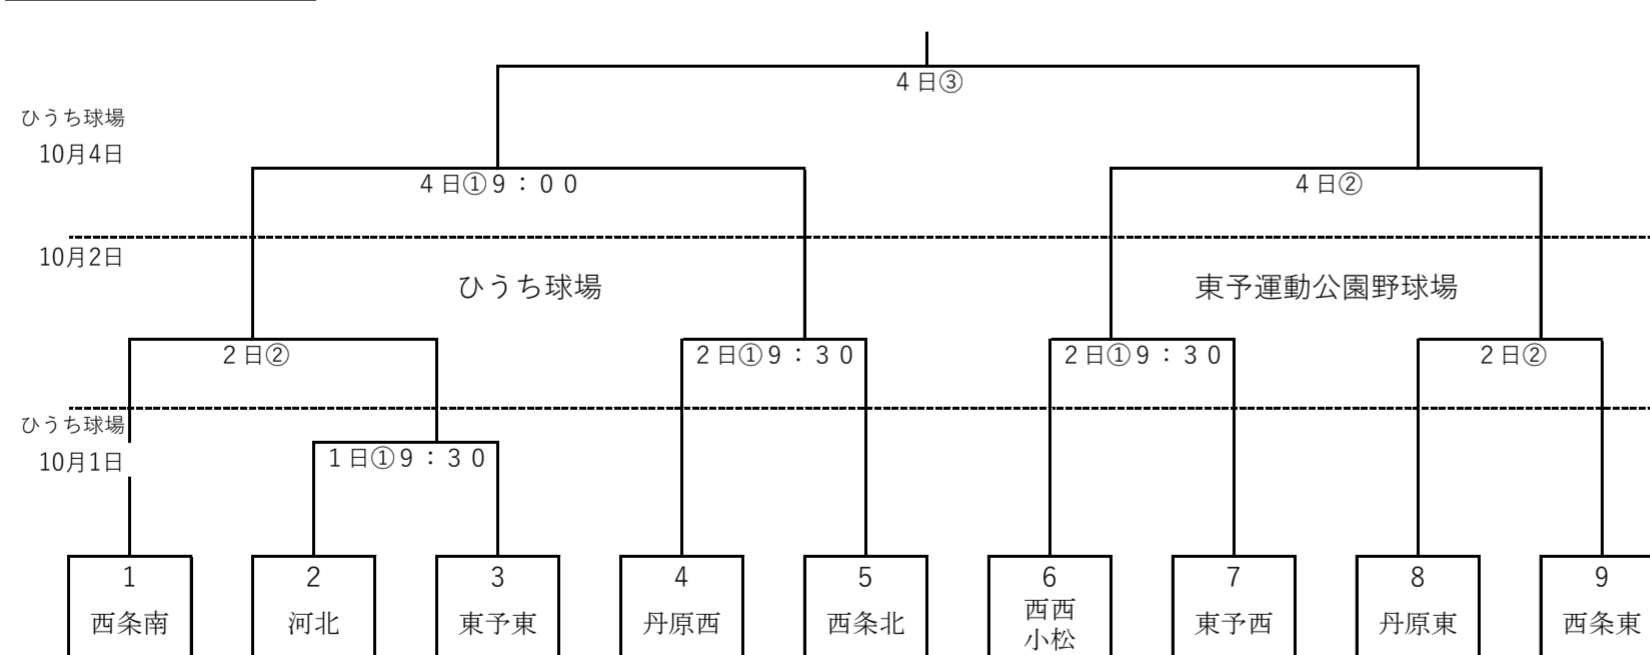 ４日③
ひうち球場
10月4日
４日①９：００
４日②
10月2日
ひうち球場
東予運動公園野球場
２日②
２日①９：３０
２日①９：３０
２日②
ひうち球場
10月1日
１日①９：３０
1
2
3
4
5
6
7
8
9
西条南
河北
東予東
丹原西
西条北
西西
小松
東予西
丹原東
西条東